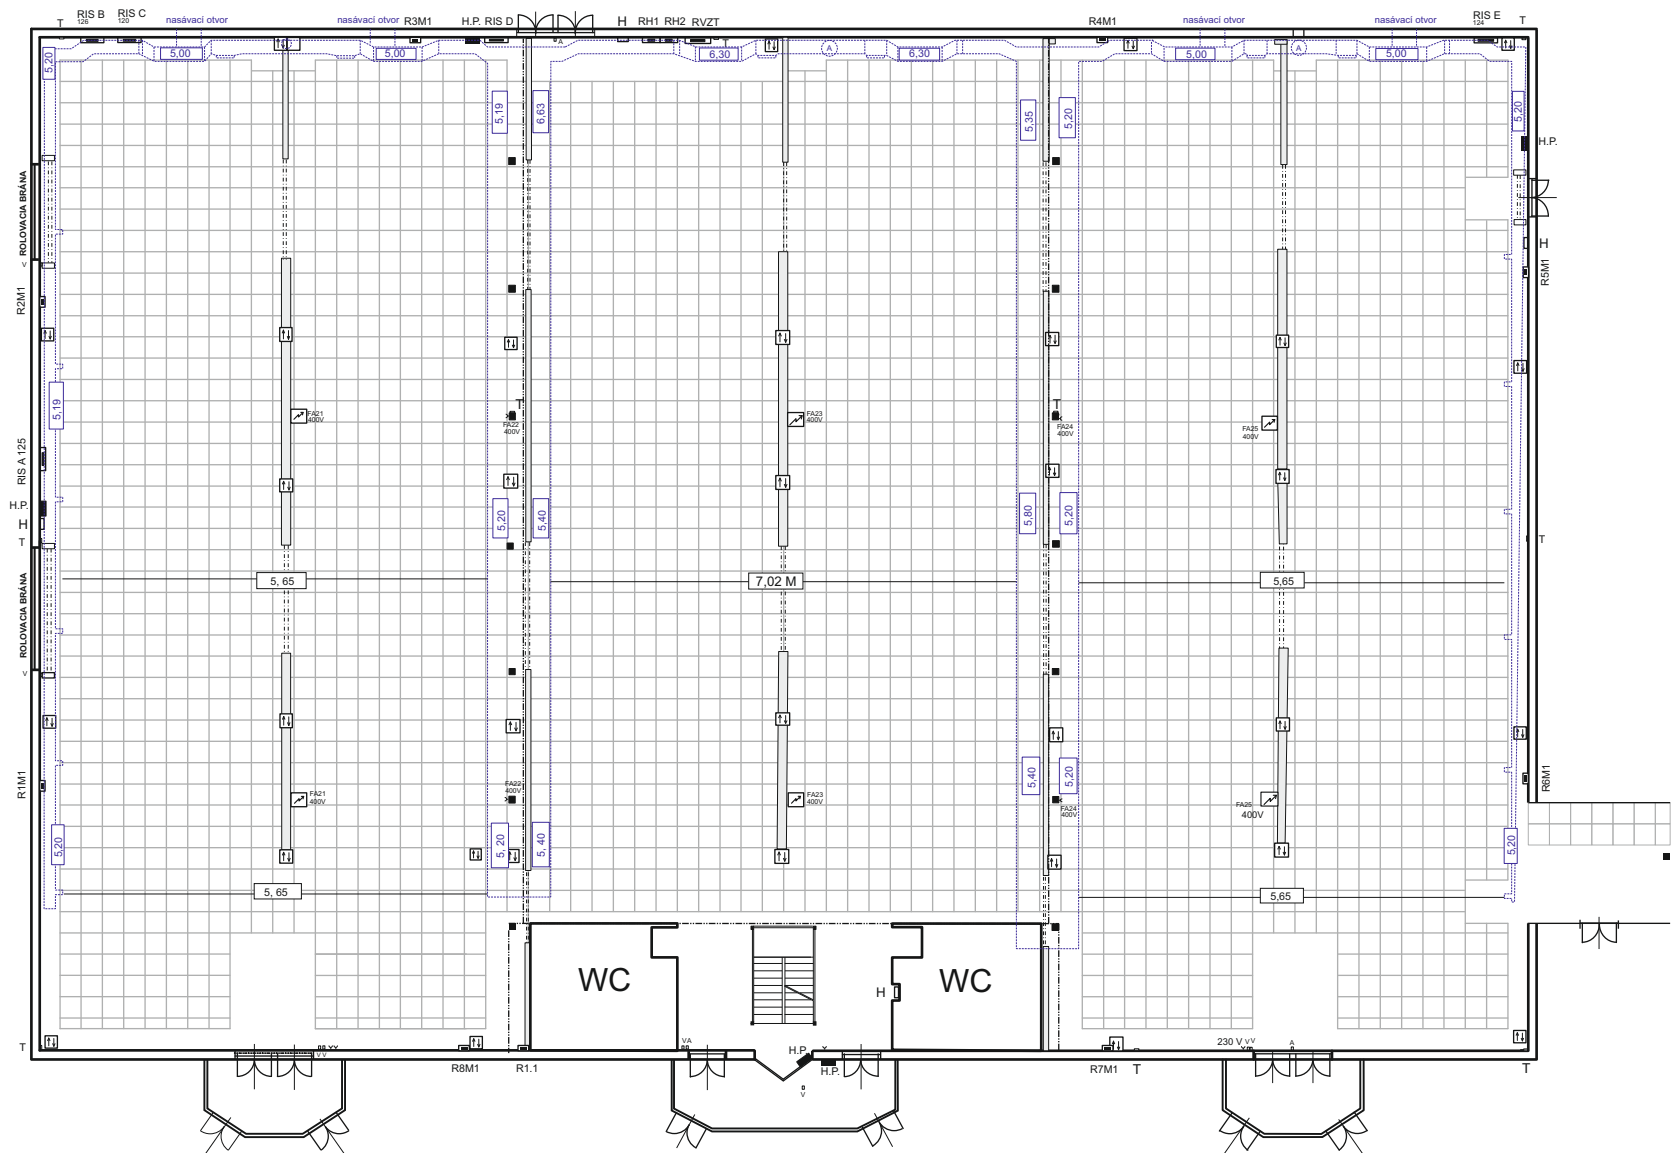 T
RIS B
126
RIS C
120
nasávací otvor
nasávací otvor
R3M1
H.P.
RIS D
A
H
RH1
RH2
RVZT
T
R4M1
nasávací otvor
nasávací otvor
RIS E
124
T
5,20
5,00
5,00
6,30
A
6,30
5,00
A
5,00
5,19
6,63
5,35
5,20
5,20
H.P.
ROLOVACIA BRÁNA
V
H
R5M1
R2M1
5,19
FA21
400V
T
FA22
400V
FA23
400V
T
FA24
400V
FA25
400V
RIS A 125
H.P.
H
T
5,20
5,40
5,80
5,20
T
5, 65
7,02 M
5,65
ROLOVACIA BRÁNA
V
R1M1
FA21
400V
FA22
400V
FA23
400V
5,40
5,20
FA24
400V
FA25
400V
R6M1
5,20
5, 20
5, 40
5,20
5, 65
5,65
WC
WC
H
T
V V
R8M1
R1.1
V A
H.P.
H.P.
V
R7M1
T
230 V
V V
A
T